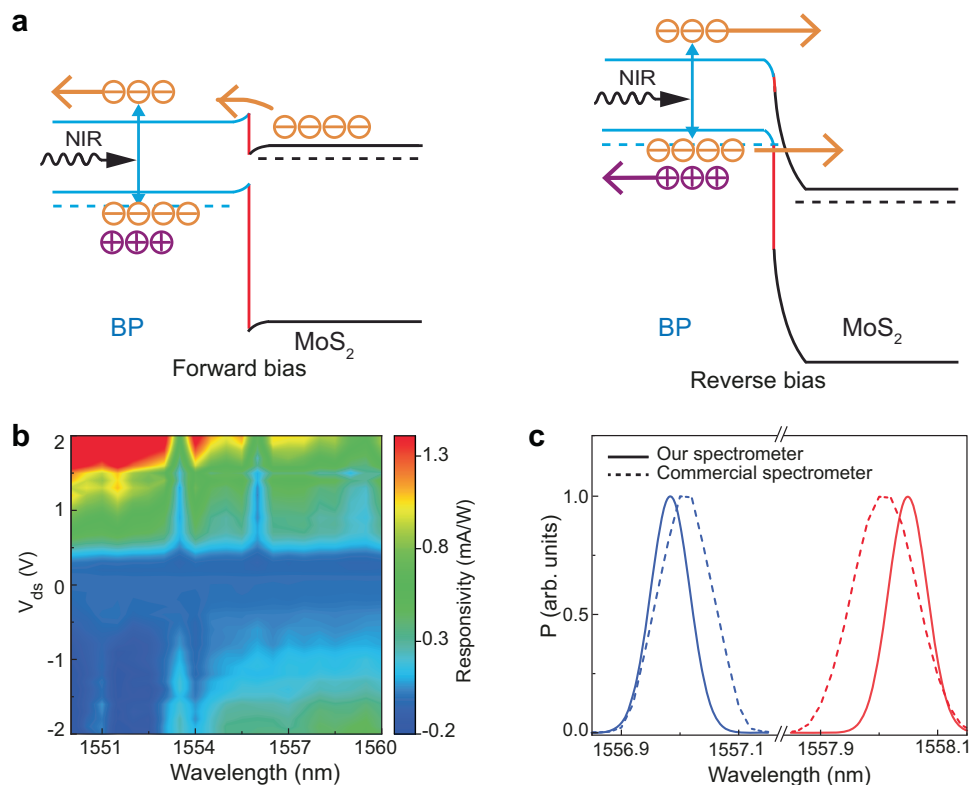 a
NIR
BP
MoS₂
Forward bias
NIR
BP
MoS₂
Reverse bias
b
2
1
0
-1
-2
V_ds (V)
1551
1554
1557
1560
Wavelength (nm)
1.3
0.8
0.3
-0.2
Responsivity (mA/W)
c
Our spectrometer
Commercial spectrometer
1.0
0.5
0.0
P (arb. units)
1556.9
1557.1
1557.9
1558.1
Wavelength (nm)